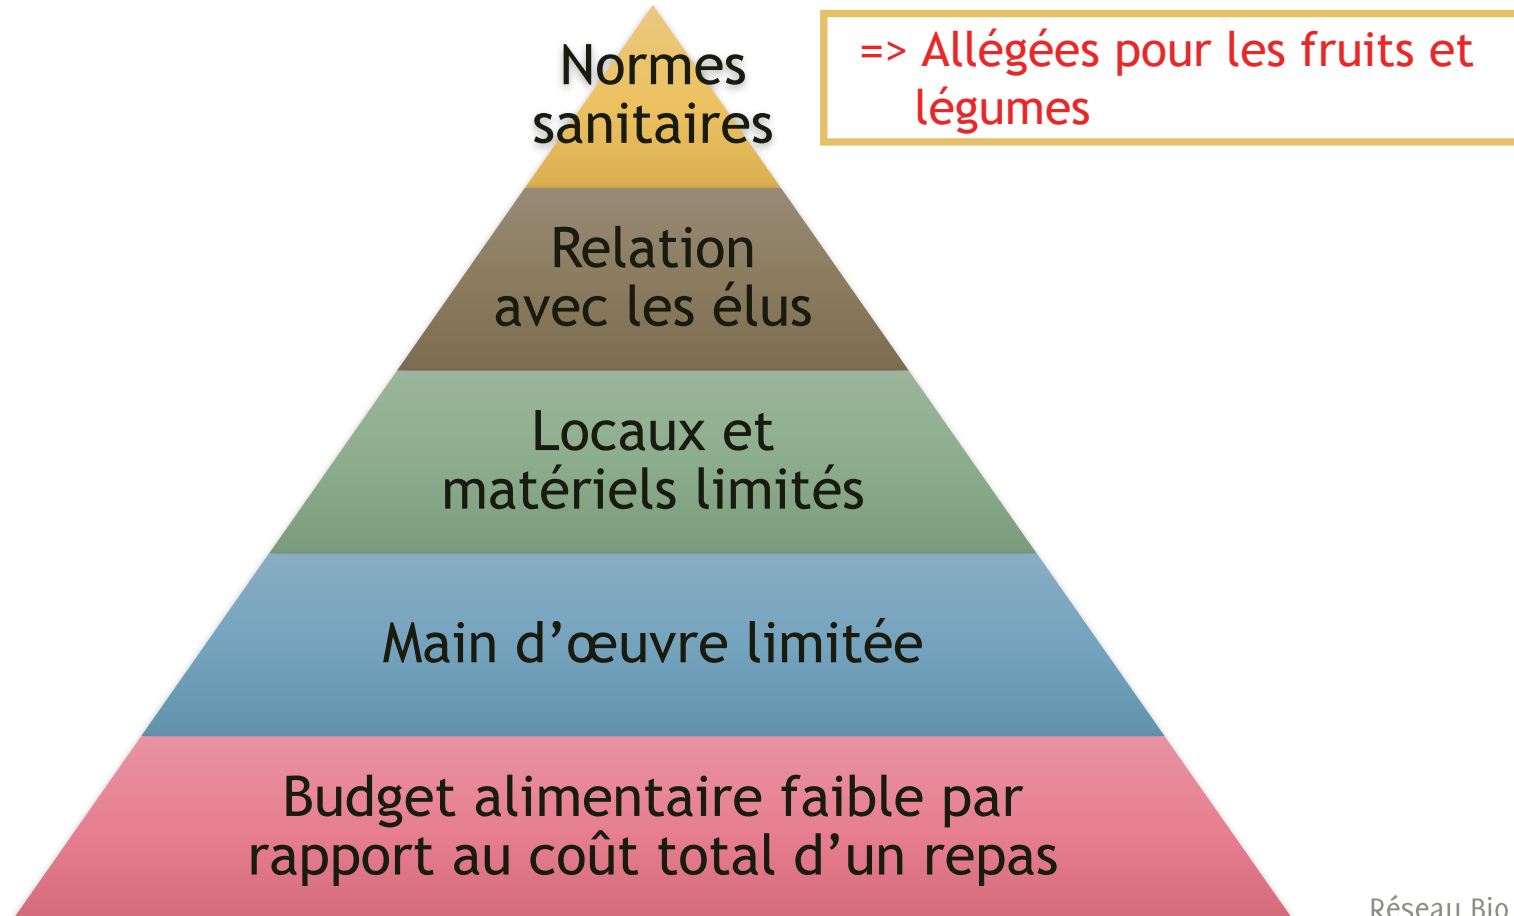 Normes
sanitaires
=> Allégées pour les fruits et
légumes
Relation
avec les élus
Locaux et
matériels limités
Main d’œuvre limitée
Budget alimentaire faible par
rapport au coût total d’un repas
Réseau Bio